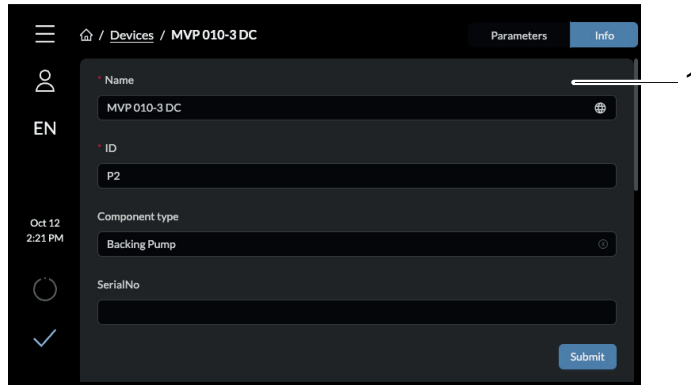 / Devices / MVP 010-3 DC
Parameters
Info
EN
Oct 12
2:21 PM
* Name
MVP 010-3 DC
* ID
P2
Component type
Backing Pump
SerialNo
Submit
1